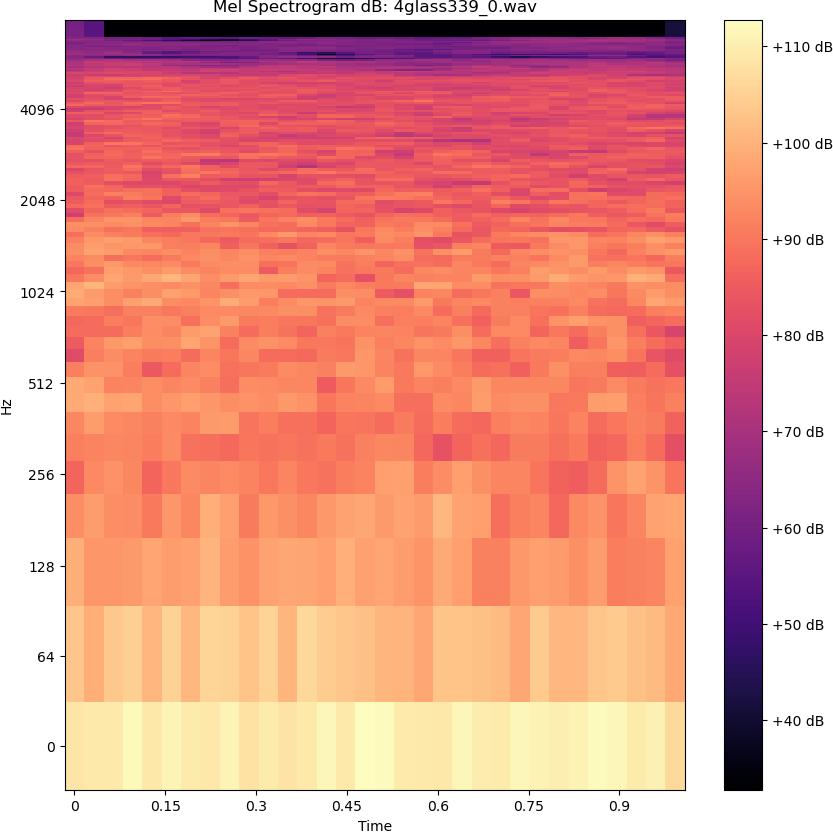 Mel Spectrogram dB: 4glass339_0.wav
+110 dB
4096
+100 dB
2048
+90 dB
1024
+80 dB
512
Hz
+70 dB
256
+60 dB
128
+50 dB
64
+40 dB
0
0 0.15 0.3 0.45 0.6 0.75 0.9
Time